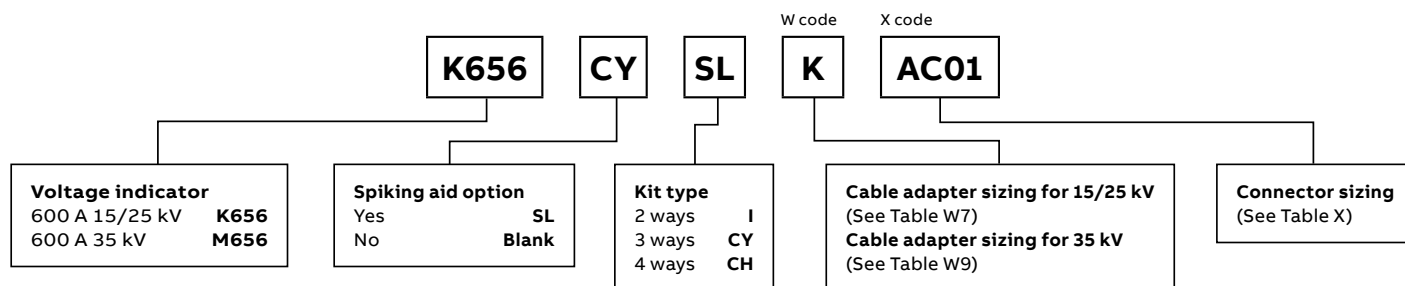 W code X code
K656 CY SL K AC01
Voltage indicator
600 A 15/25 kV K656
600 A 35 kV M656
Spiking aid option
Yes SL
No Blank
Kit type
2 ways I
3 ways CY
4 ways CH
Cable adapter sizing for 15/25 kV
(See Table W7)
Cable adapter sizing for 35 kV
(See Table W9)
Connector sizing
(See Table X)